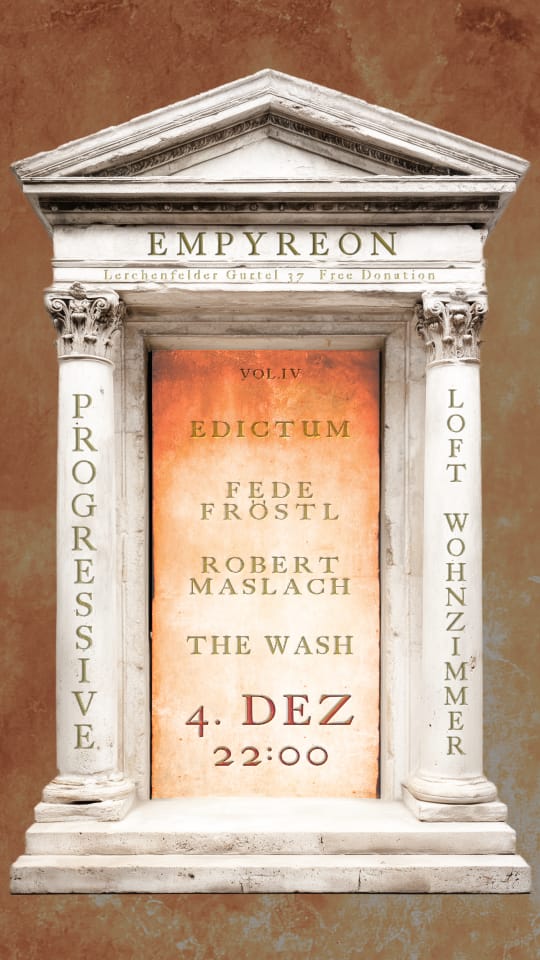 EMPYREON
Lerchenfelder Gurtel 37 Free Donation
VOL.IV
EDICTUM
FEDE
FRÖSTL
ROBERT
MASLACH
THE WASH
4. DEZ
22:00
PROGRESSIVE
LOFT WOHNZIMMER